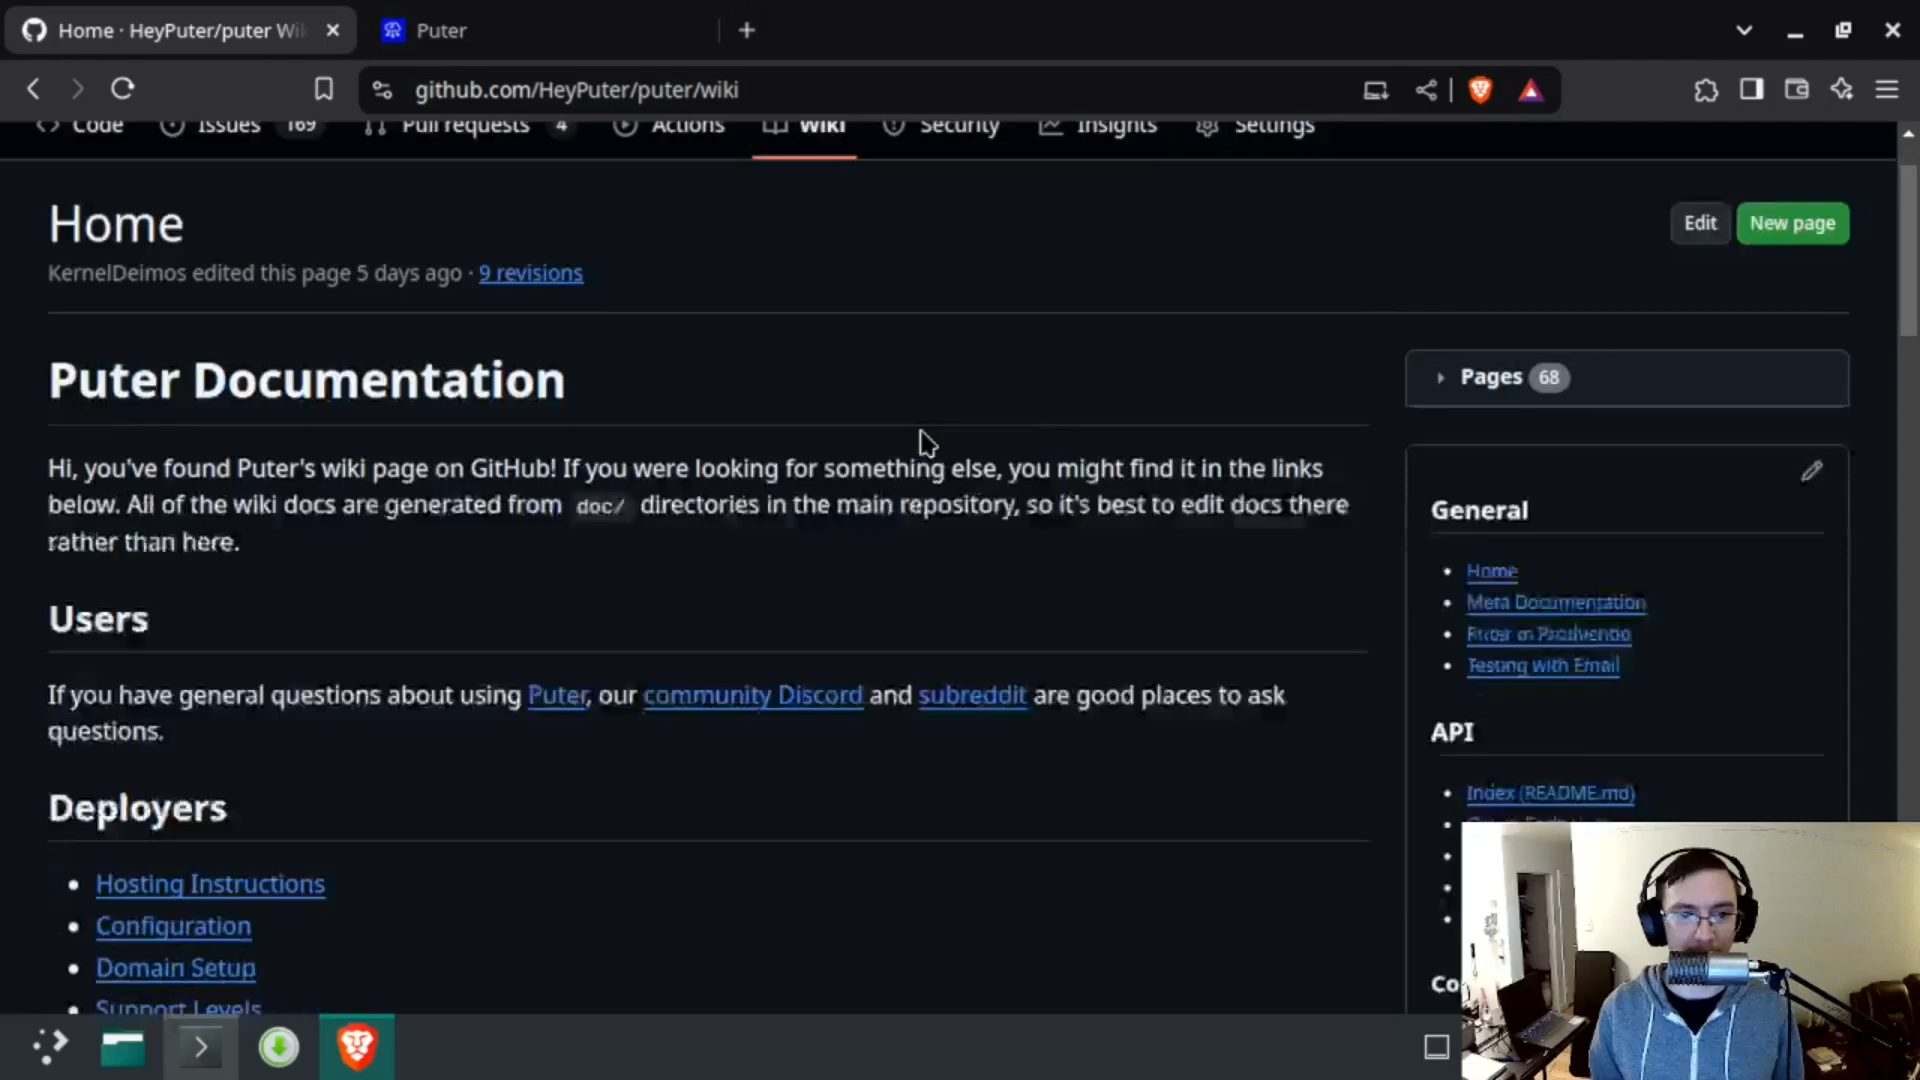 Home · HeyPuter/puter Wi
Puter
github.com/HeyPuter/puter/wiki
Code
Issues 169
Pull requests 4
Actions
Wiki
Security
Insights
Settings
Home
Edit
New page
KernelDeimos edited this page 5 days ago · 9 revisions
Puter Documentation
Pages 68
Hi, you've found Puter's wiki page on GitHub! If you were looking for something else, you might find it in the links
below. All of the wiki docs are generated from doc/ directories in the main repository, so it's best to edit docs there
rather than here.
General
Home
Meta Documentation
Testing with Email
Users
If you have general questions about using Puter, our community Discord and subreddit are good places to ask
questions.
API
Index (README.md)
Deployers
Hosting Instructions
Configuration
Domain Setup
Support Levels
Co